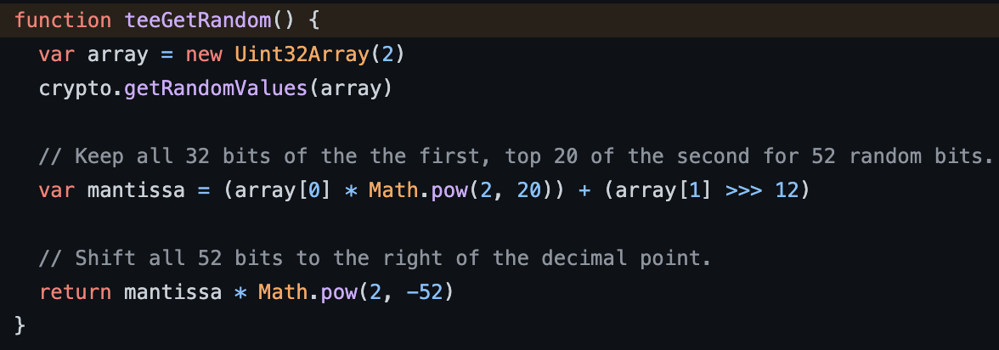 function teeGetRandom() {
  var array = new Uint32Array(2)
  crypto.getRandomValues(array)

  // Keep all 32 bits of the the first, top 20 of the second for 52 random bits.
  var mantissa = (array[0] * Math.pow(2, 20)) + (array[1] >>> 12)

  // Shift all 52 bits to the right of the decimal point.
  return mantissa * Math.pow(2, -52)
}